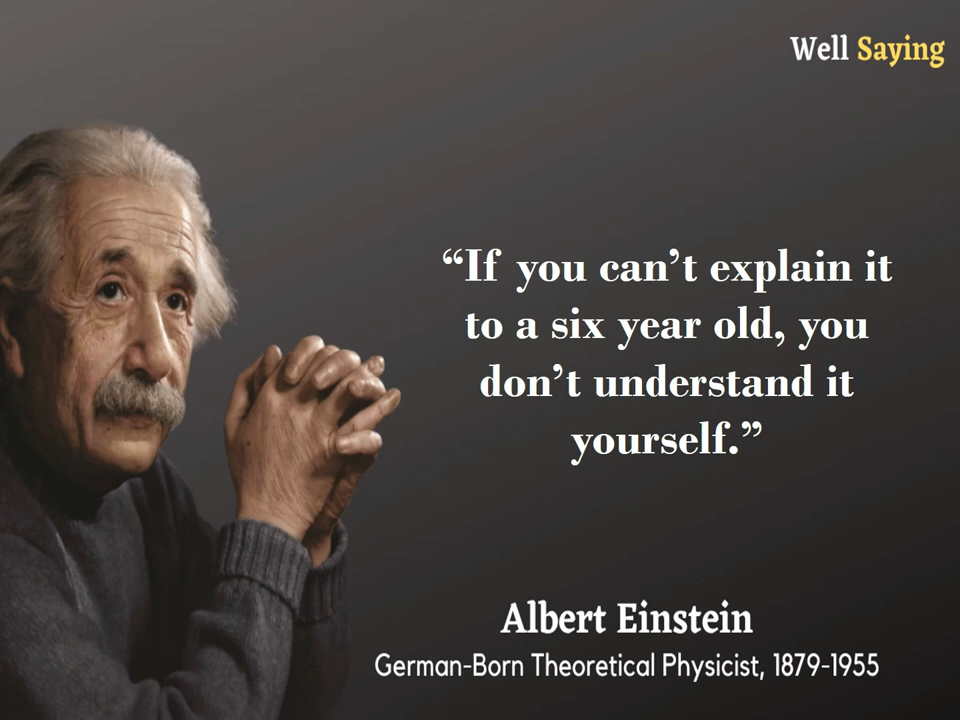 Well Saying
“If you can’t explain it
to a six year old, you
don’t understand it
yourself.”
Albert Einstein
German-Born Theoretical Physicist, 1879-1955